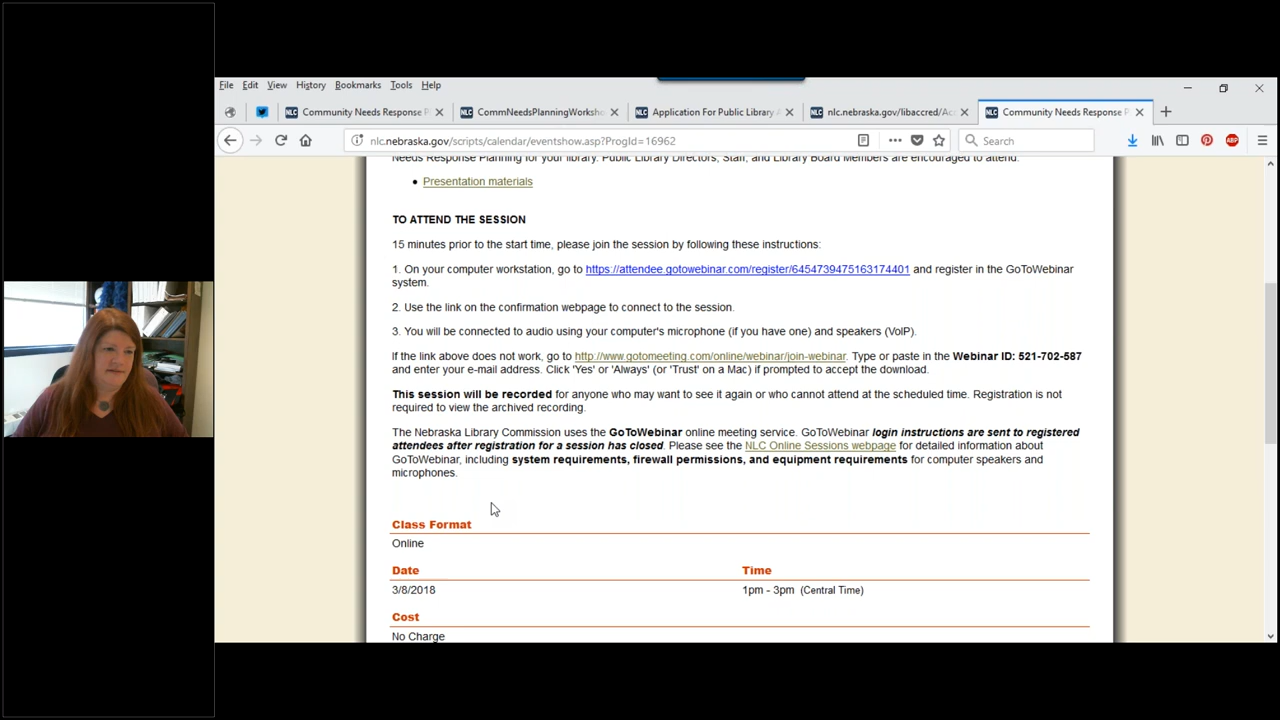 File Edit View History Bookmarks Tools Help
NLC Community Needs Response P NLC CommNeedsPlanningWorksho NLC Application For Public Library A NLC nlc.nebraska.gov/libaccred/Acc NLC Community Needs Response P
nlc.nebraska.gov/scripts/calendar/eventshow.asp?ProgId=16962 Search ABP
Needs Response Planning for your library. Public Library Directors, Staff, and Library Board Members are encouraged to attend.
• Presentation materials
TO ATTEND THE SESSION
15 minutes prior to the start time, please join the session by following these instructions:
1. On your computer workstation, go to https://attendee.gotowebinar.com/register/6454739475163174401 and register in the GoToWebinar
system.
2. Use the link on the confirmation webpage to connect to the session.
3. You will be connected to audio using your computer's microphone (if you have one) and speakers (VoIP).
If the link above does not work, go to http://www.gotomeeting.com/online/webinar/join-webinar. Type or paste in the Webinar ID: 521-702-587
and enter your e-mail address. Click 'Yes' or 'Always' (or 'Trust' on a Mac) if prompted to accept the download.
This session will be recorded for anyone who may want to see it again or who cannot attend at the scheduled time. Registration is not
required to view the archived recording.
The Nebraska Library Commission uses the GoToWebinar online meeting service. GoToWebinar login instructions are sent to registered
attendees after registration for a session has closed. Please see the NLC Online Sessions webpage for detailed information about
GoToWebinar, including system requirements, firewall permissions, and equipment requirements for computer speakers and
microphones.
Class Format
Online
Date Time
3/8/2018 1pm - 3pm (Central Time)
Cost
No Charge